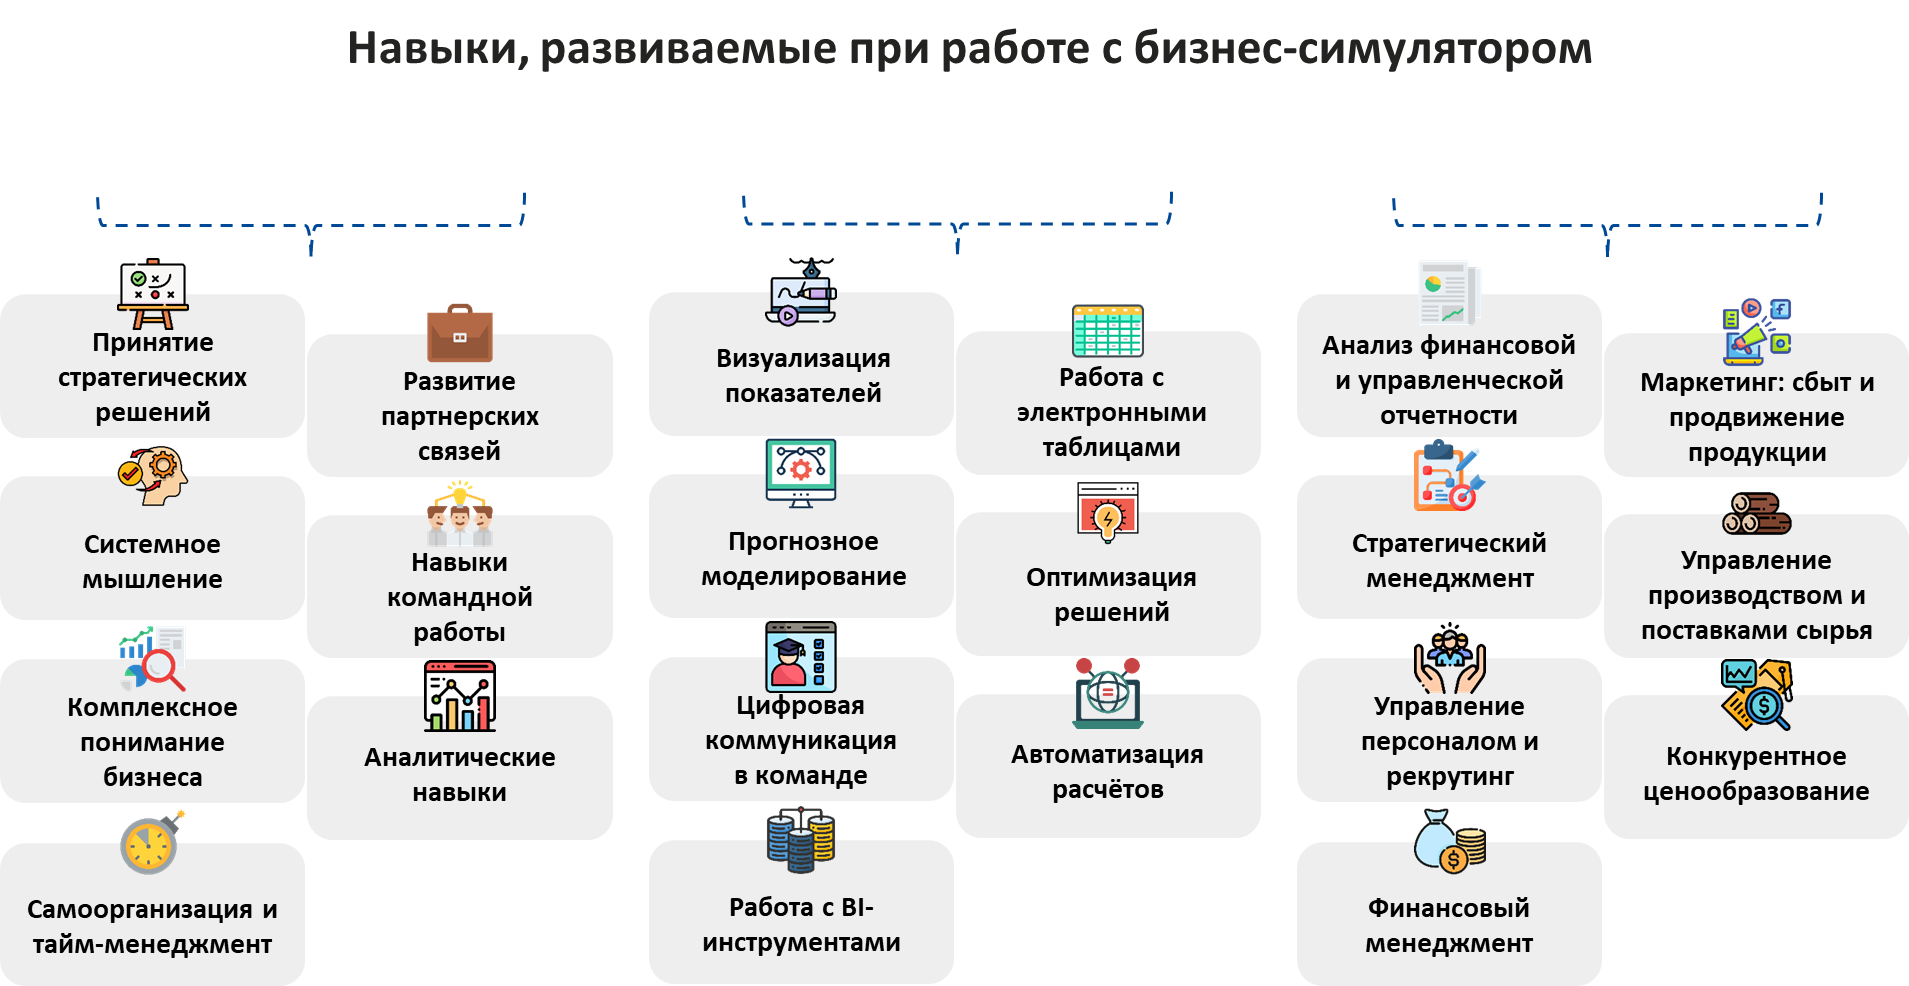 Навыки, развиваемые при работе с бизнес-симулятором
Принятие
стратегических
решений
Развитие
партнерских
связей
Системное
мышление
Навыки
командной
работы
Комплексное
понимание
бизнеса
Аналитические
навыки
Самоорганизация и
тайм-менеджмент
Визуализация
показателей
Работа с
электронными
таблицами
Прогнозное
моделирование
Оптимизация
решений
Цифровая
коммуникация
в команде
Автоматизация
расчётов
Работа с BI-
инструментами
Анализ финансовой
и управленческой
отчетности
Маркетинг: сбыт и
продвижение
продукции
Стратегический
менеджмент
Управление
производством и
поставками сырья
Управление
персоналом и
рекрутинг
Конкурентное
ценообразование
Финансовый
менеджмент